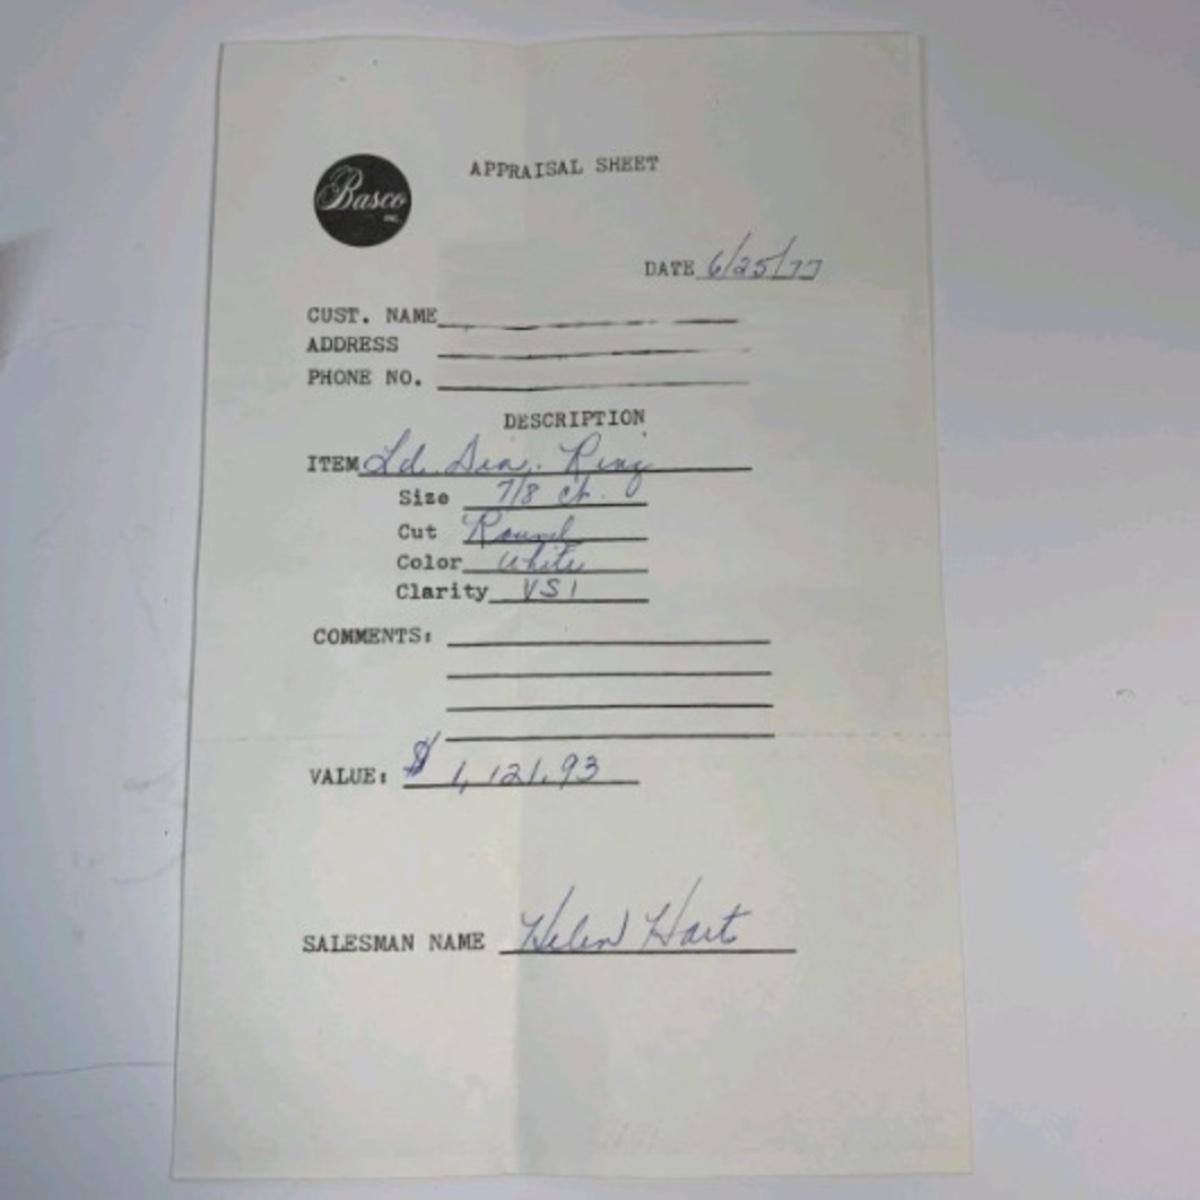 Basco
INC.
APPRAISAL SHEET
DATE 6/25/77
CUST. NAME
ADDRESS
PHONE NO.
DESCRIPTION
ITEM Ld. Dia. Ring
Size 7/8 ct.
Cut Round
Color White
Clarity VS1
COMMENTS:
VALUE: $ 1,121.93
SALESMAN NAME Helen Hart